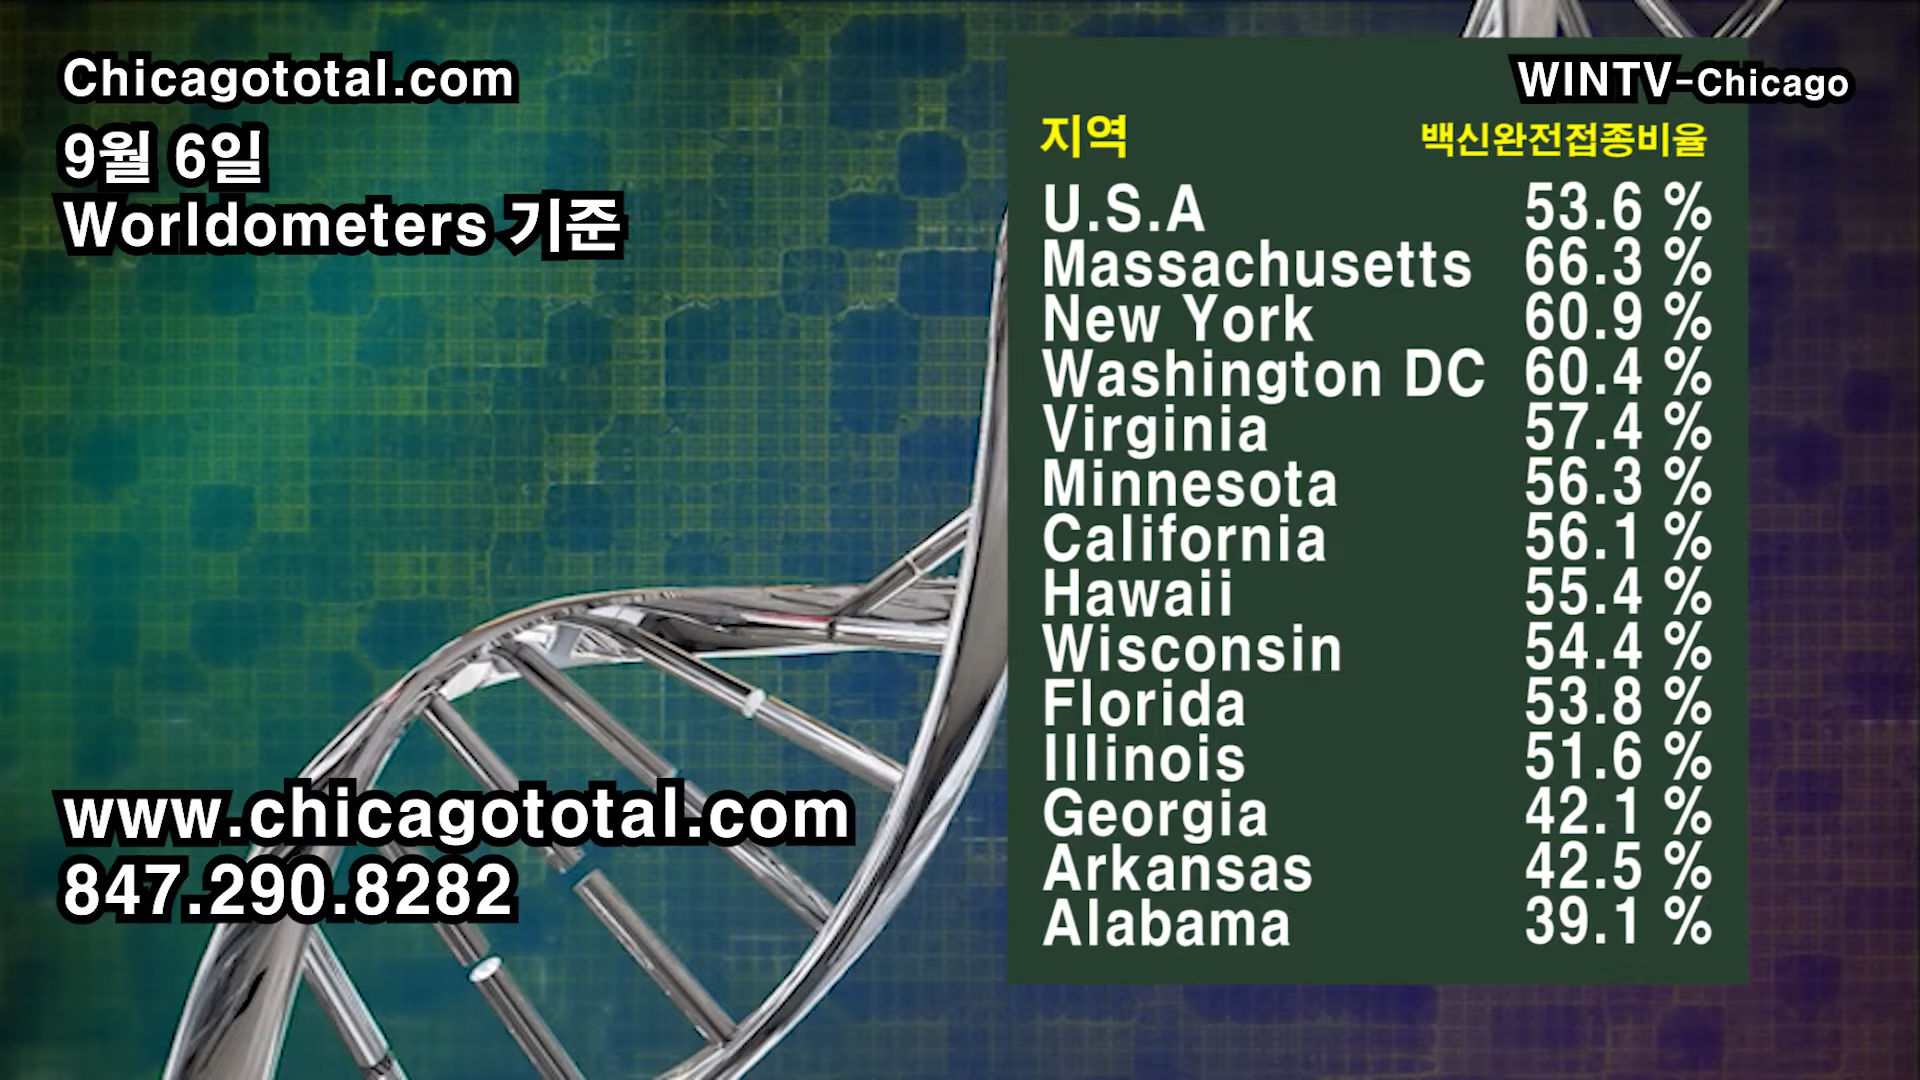 Chicagototal.com
9월 6일
Worldometers 기준
www.chicagototal.com
847.290.8282
WINTV-Chicago
지역 백신완전접종비율
U.S.A 53.6 %
Massachusetts 66.3 %
New York 60.9 %
Washington DC 60.4 %
Virginia 57.4 %
Minnesota 56.3 %
California 56.1 %
Hawaii 55.4 %
Wisconsin 54.4 %
Florida 53.8 %
Illinois 51.6 %
Georgia 42.1 %
Arkansas 42.5 %
Alabama 39.1 %